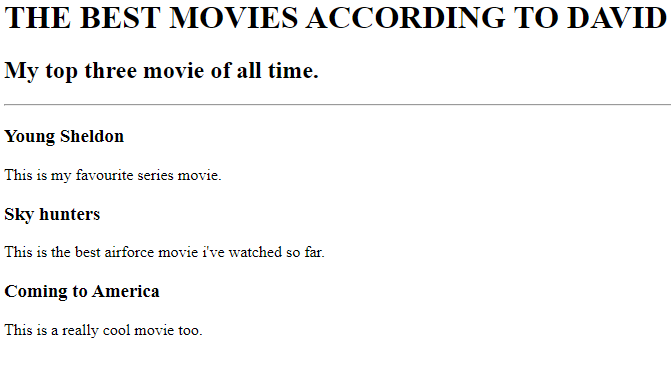 THE BEST MOVIES ACCORDING TO DAVID
My top three movie of all time.
Young Sheldon
This is my favourite series movie.
Sky hunters
This is the best airforce movie i've watched so far.
Coming to America
This is a really cool movie too.